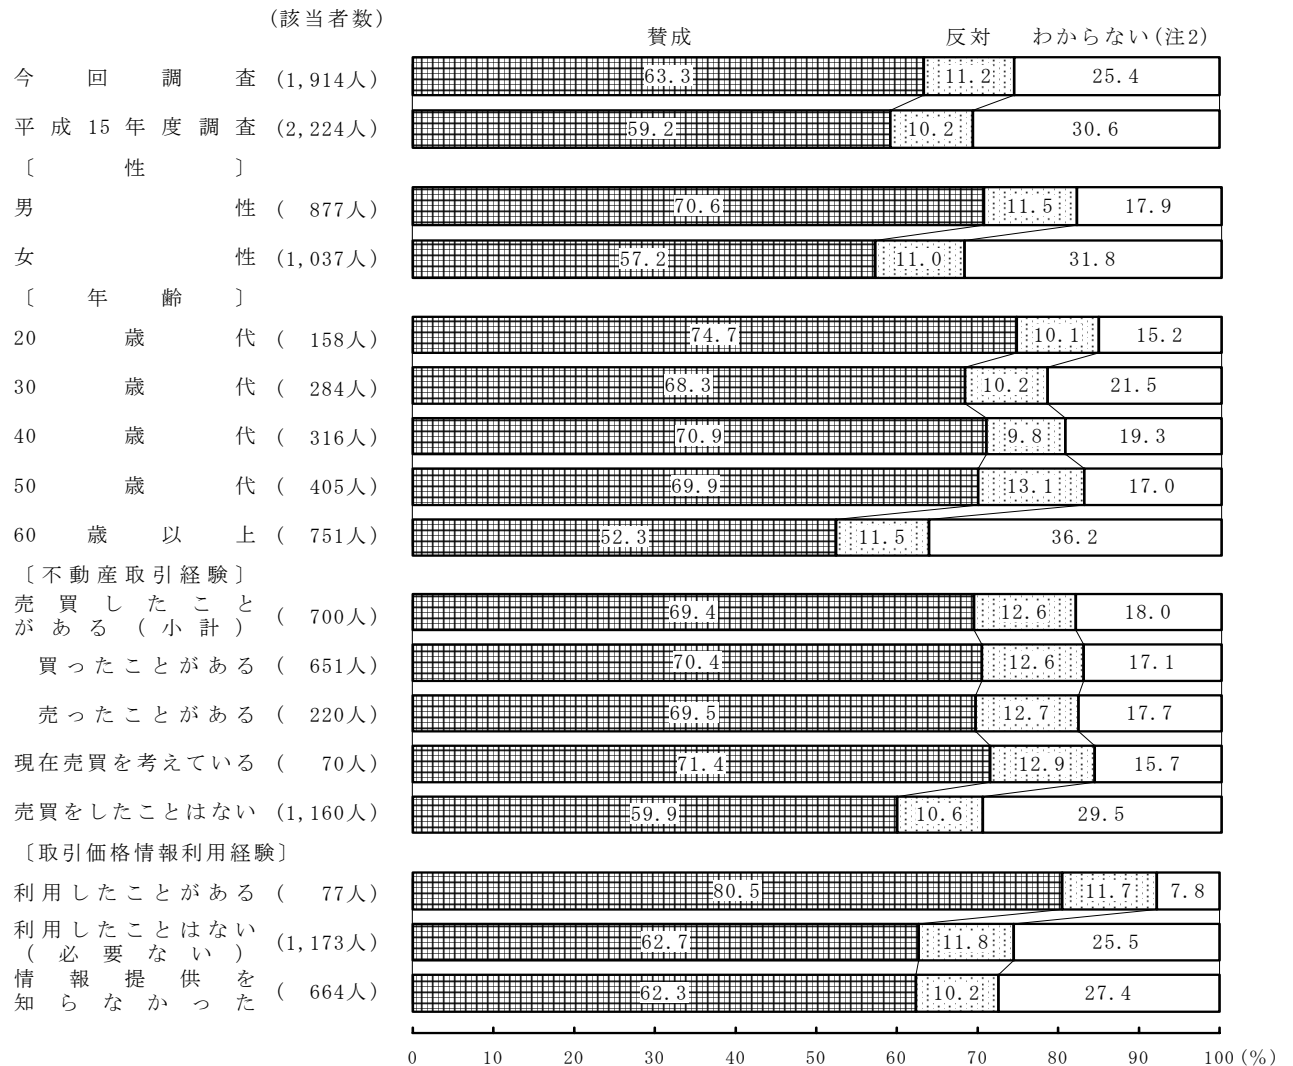 (該当者数)
賛成 反対 わからない(注2)
今回調査 (1,914人) 63.3 11.2 25.4
平成15年度調査 (2,224人) 59.2 10.2 30.6
〔性〕
男性 ( 877人) 70.6 11.5 17.9
女性 (1,037人) 57.2 11.0 31.8
〔年齢〕
20歳代 ( 158人) 74.7 10.1 15.2
30歳代 ( 284人) 68.3 10.2 21.5
40歳代 ( 316人) 70.9 9.8 19.3
50歳代 ( 405人) 69.9 13.1 17.0
60歳以上 ( 751人) 52.3 11.5 36.2
〔不動産取引経験〕
売買したこと
がある(小計) ( 700人) 69.4 12.6 18.0
買ったことがある ( 651人) 70.4 12.6 17.1
売ったことがある ( 220人) 69.5 12.7 17.7
現在売買を考えている ( 70人) 71.4 12.9 15.7
売買をしたことはない (1,160人) 59.9 10.6 29.5
〔取引価格情報利用経験〕
利用したことがある ( 77人) 80.5 11.7 7.8
利用したことはない
(必要ない) (1,173人) 62.7 11.8 25.5
情報提供を
知らなかった ( 664人) 62.3 10.2 27.4
0 10 20 30 40 50 60 70 80 90 100 (%)